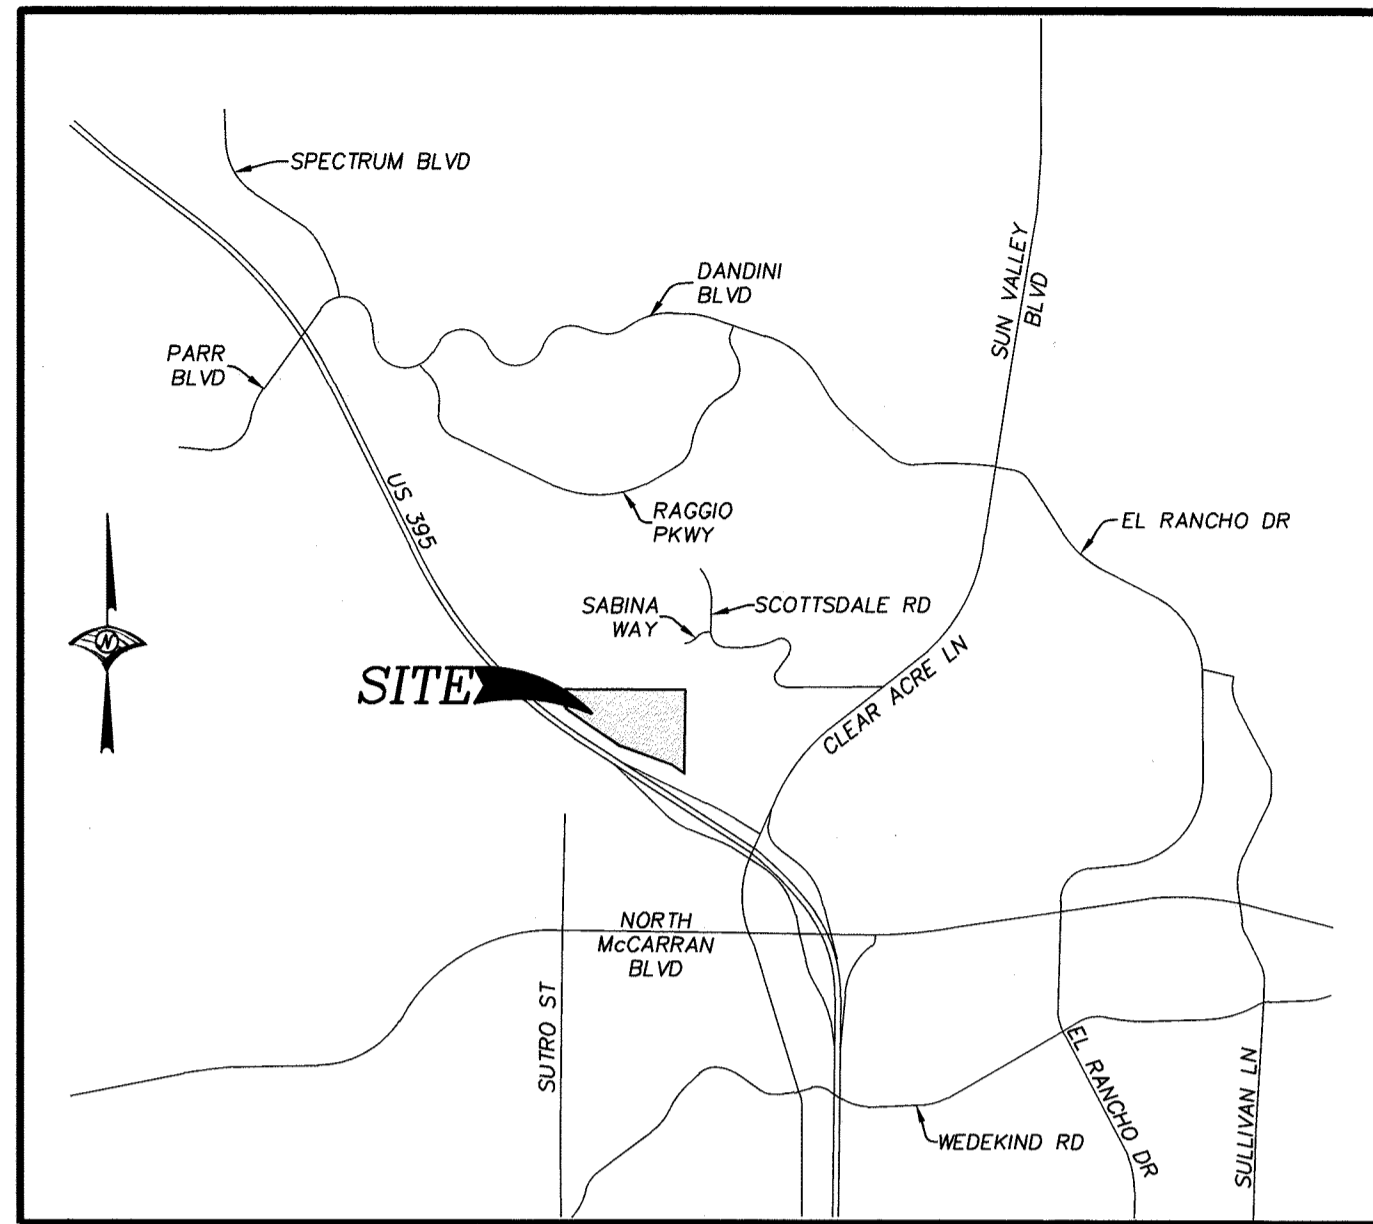 SPECTRUM BLVD
DANDINI
BLVD
SUN VALLEY
BLVD
PARR
BLVD
US 395
RAGGIO
PKWY
EL RANCHO DR
SABINA
WAY
SCOTTSDALE RD
N
SITE
CLEAR ACRE LN
NORTH
McCARRAN
BLVD
SUTRO ST
EL RANCHO DR
SULLIVAN LN
WEDEKIND RD